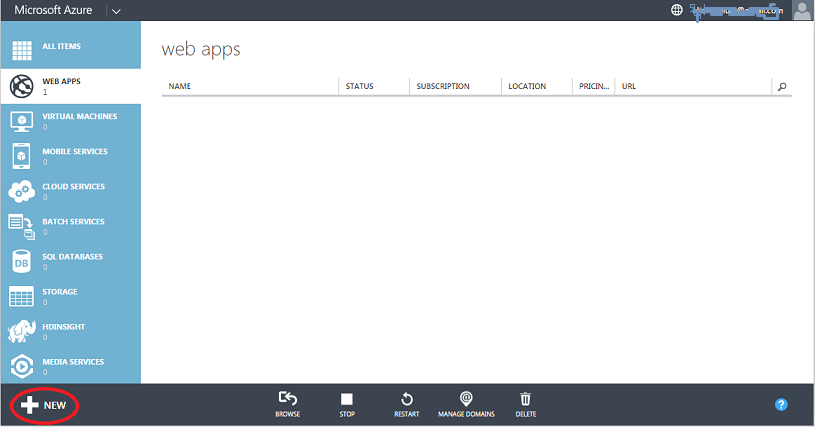 Microsoft Azure
ALL ITEMS
WEB APPS
1
VIRTUAL MACHINES
0
MOBILE SERVICES
0
CLOUD SERVICES
0
BATCH SERVICES
0
SQL DATABASES
0
DB
STORAGE
0
HDINSIGHT
0
MEDIA SERVICES
0
web apps
NAME STATUS SUBSCRIPTION LOCATION PRICIN... URL
NEW
BROWSE STOP RESTART MANAGE DOMAINS DELETE
?